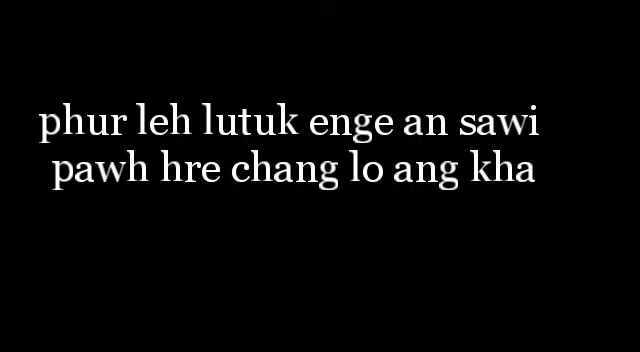 phur leh lutuk enge an sawi
pawh hre chang lo ang kha